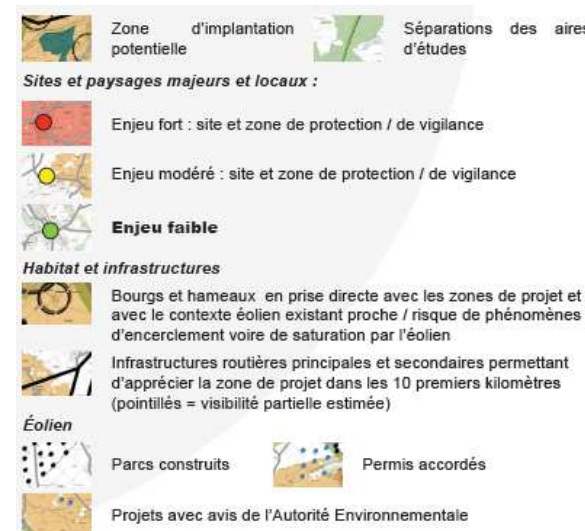 Zone d'implantation
potentielle
Séparations des aires
d'études
Sites et paysages majeurs et locaux :
Enjeu fort : site et zone de protection / de vigilance
Enjeu modéré : site et zone de protection / de vigilance
Enjeu faible
Habitat et infrastructures
Bourgs et hameaux en prise directe avec les zones de projet et
avec le contexte éolien existant proche / risque de phénomènes
d'encerclement voire de saturation par l'éolien
Infrastructures routières principales et secondaires permettant
d'apprécier la zone de projet dans les 10 premiers kilomètres
(pointillés = visibilité partielle estimée)
Éolien
Parcs construits
Permis accordés
Projets avec avis de l'Autorité Environnementale